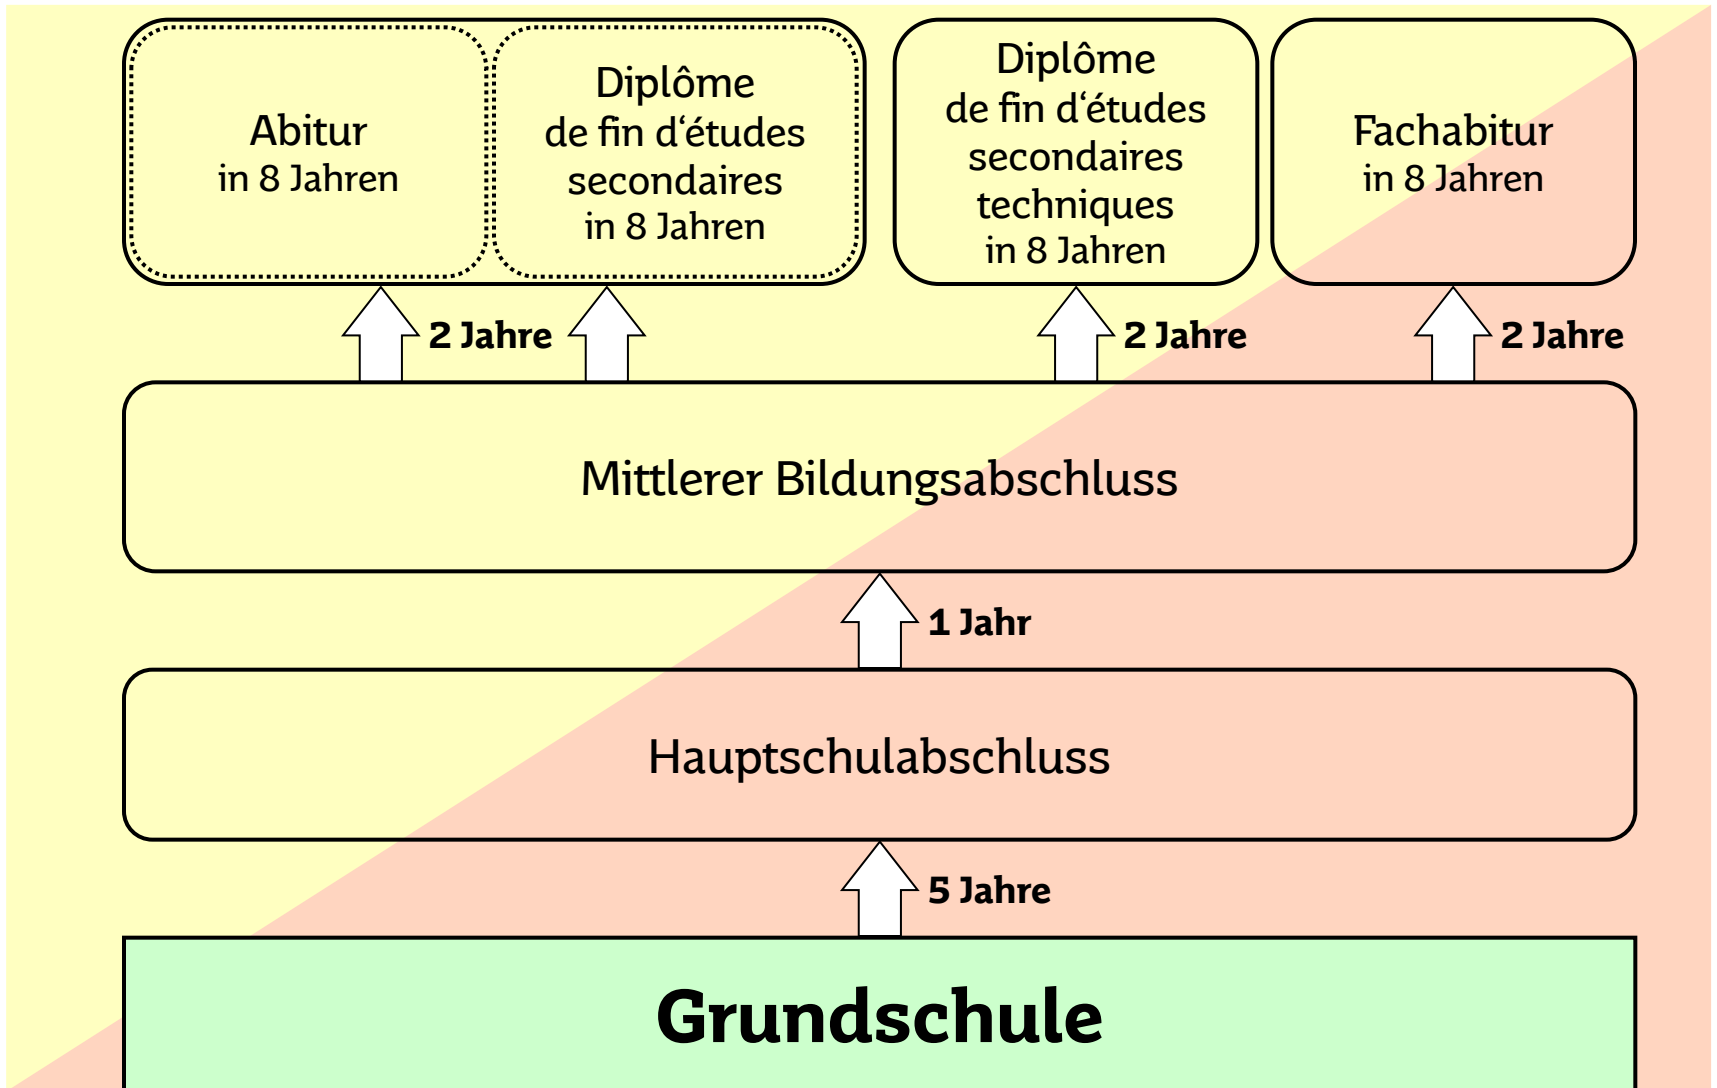 Abitur
in 8 Jahren
Diplôme
de fin d‘études
secondaires
in 8 Jahren
Diplôme
de fin d‘études
secondaires
techniques
in 8 Jahren
Fachabitur
in 8 Jahren
2 Jahre
2 Jahre
2 Jahre
Mittlerer Bildungsabschluss
1 Jahr
Hauptschulabschluss
5 Jahre
Grundschule